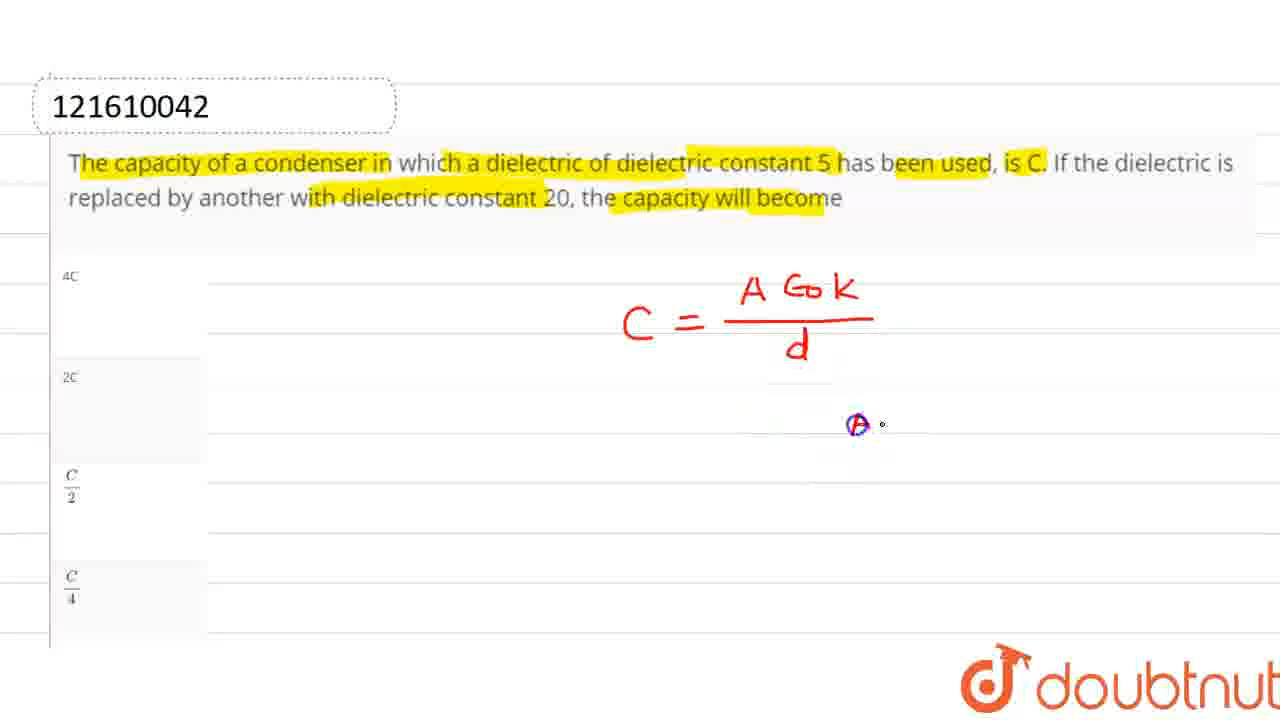 121610042
The capacity of a condenser in which a dielectric of dielectric constant 5 has been used, is C. If the dielectric is
replaced by another with dielectric constant 20, the capacity will become
4C
2C
C/2
C/4
C = A ε₀ K / d
A
doubtnut